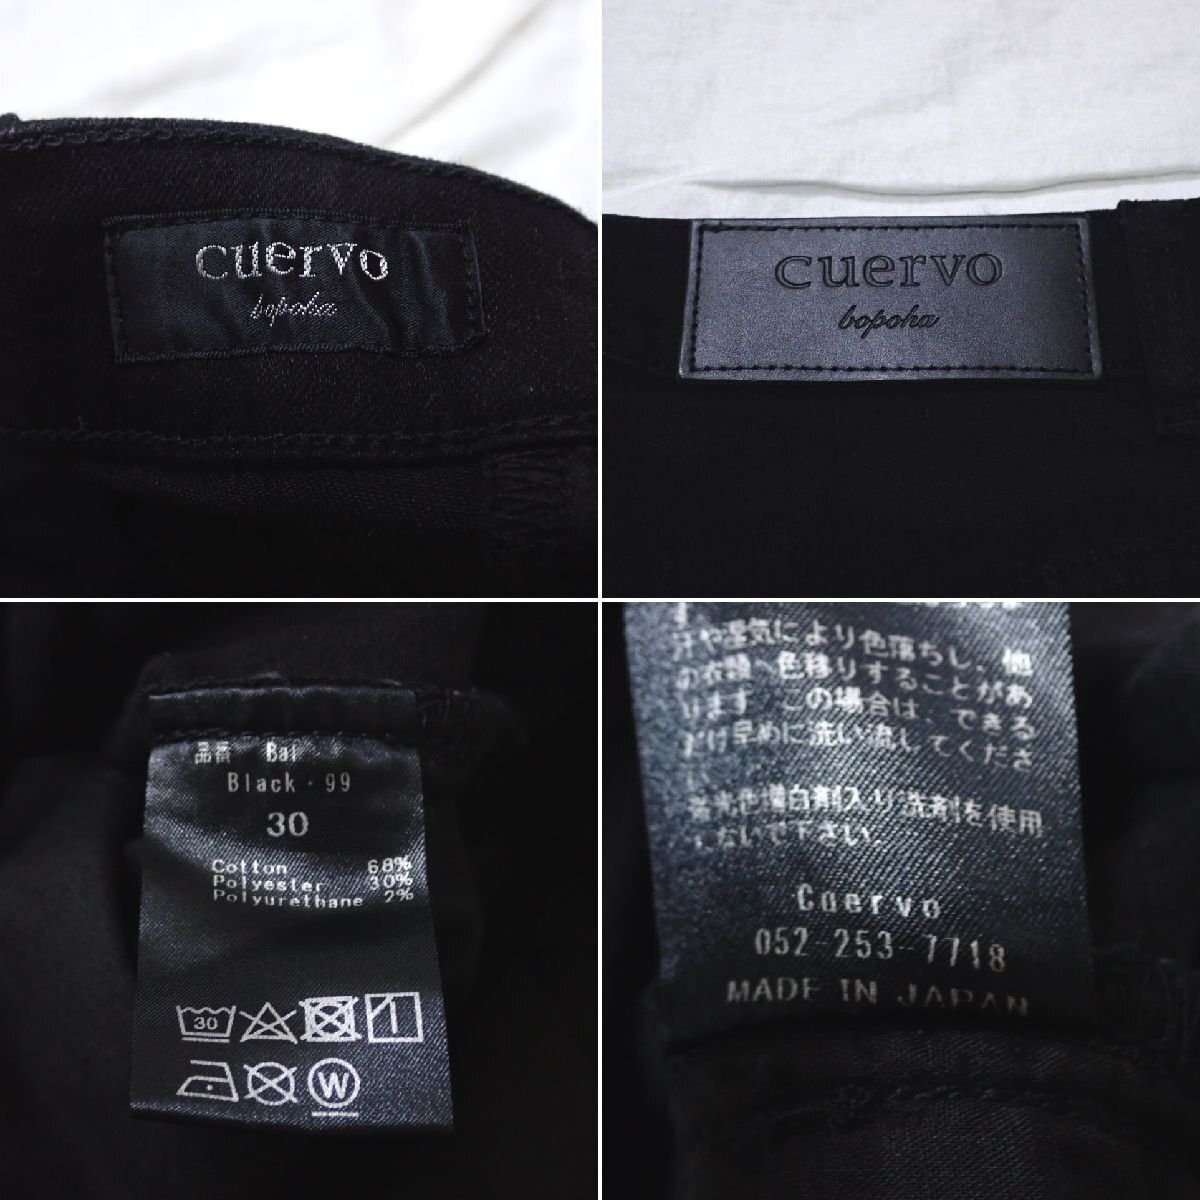 cuervo
bopoha
cuervo
bopoha
品番 Bal
Black・99
30
Cotton 68%
Polyester 30%
Polyurethane 2%
30
W
汗や湿気により色落ちし、他
の衣類へ色移りすることがあ
ります この場合は、できる
だけ早めに洗い流してくださ
い
蛍光色増白剤入り洗剤を使用
しないで下さい。
Cuervo
052-253-7718
MADE IN JAPAN